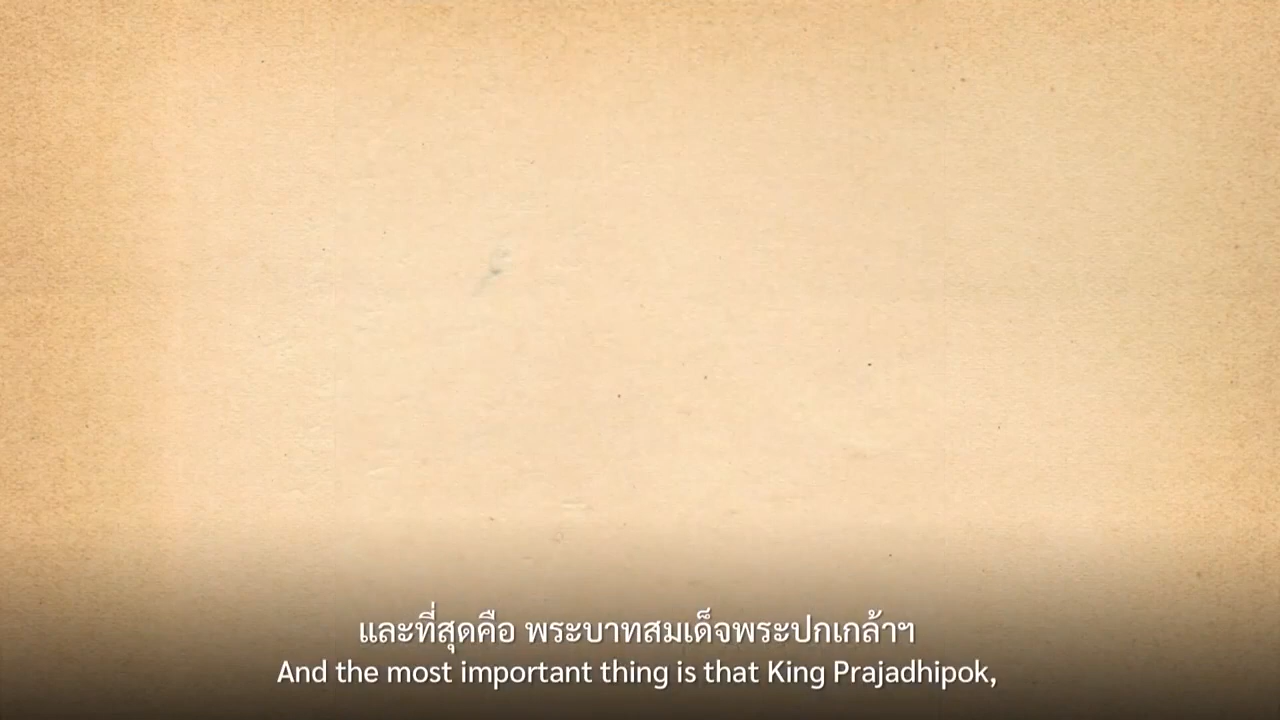 และที่สุดคือ พระบาทสมเด็จพระปกเกล้าฯ
And the most important thing is that King Prajadhipok,